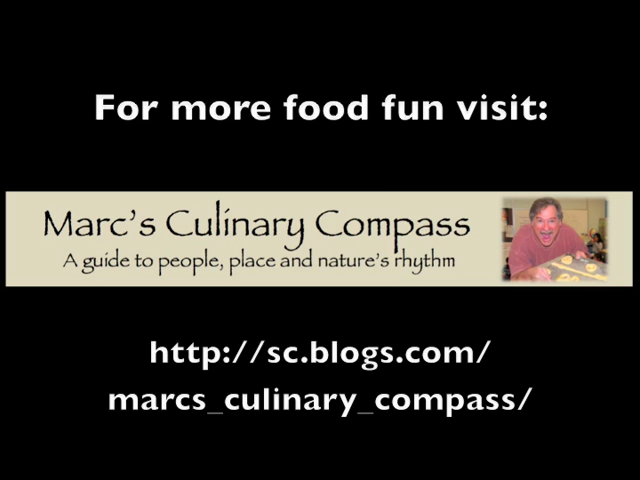 For more food fun visit:
Marc's Culinary Compass
A guide to people, place and nature's rhythm
http://sc.blogs.com/
marcs_culinary_compass/